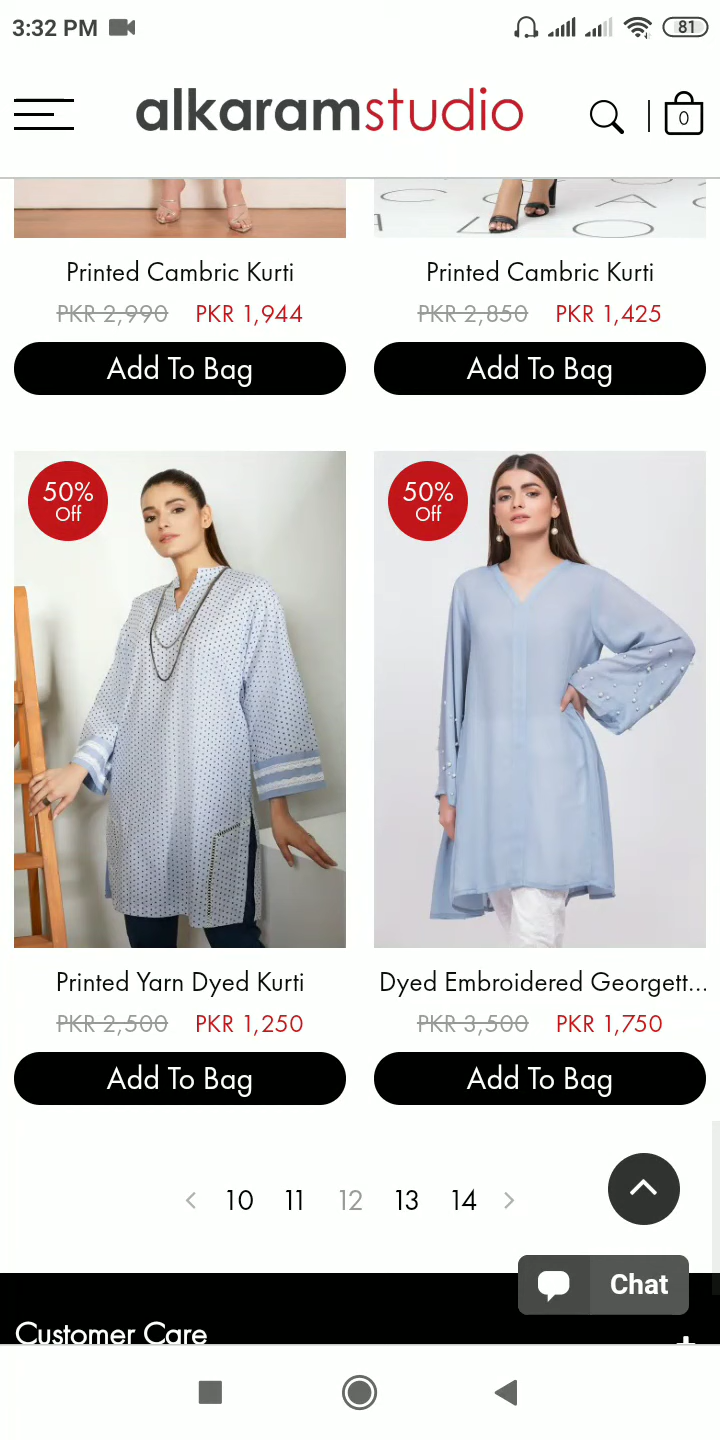 3:32 PM
81
alkaramstudio
0
Printed Cambric Kurti
PKR 2,990 PKR 1,944
Add To Bag
Printed Cambric Kurti
PKR 2,850 PKR 1,425
Add To Bag
50%
Off
Printed Yarn Dyed Kurti
PKR 2,500 PKR 1,250
Add To Bag
50%
Off
Dyed Embroidered Georgett...
PKR 3,500 PKR 1,750
Add To Bag
< 10 11 12 13 14 >
Chat
Customer Care +